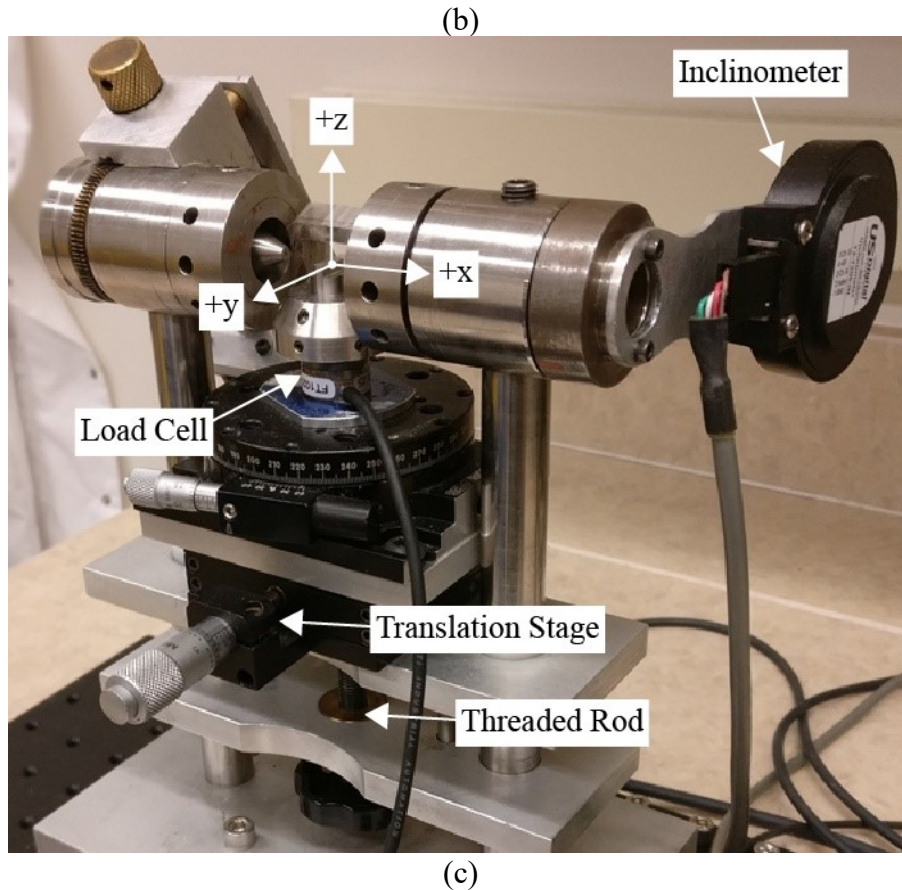 (b)
Inclinometer
+z
+x
+y
Load Cell
Translation Stage
Threaded Rod
(c)